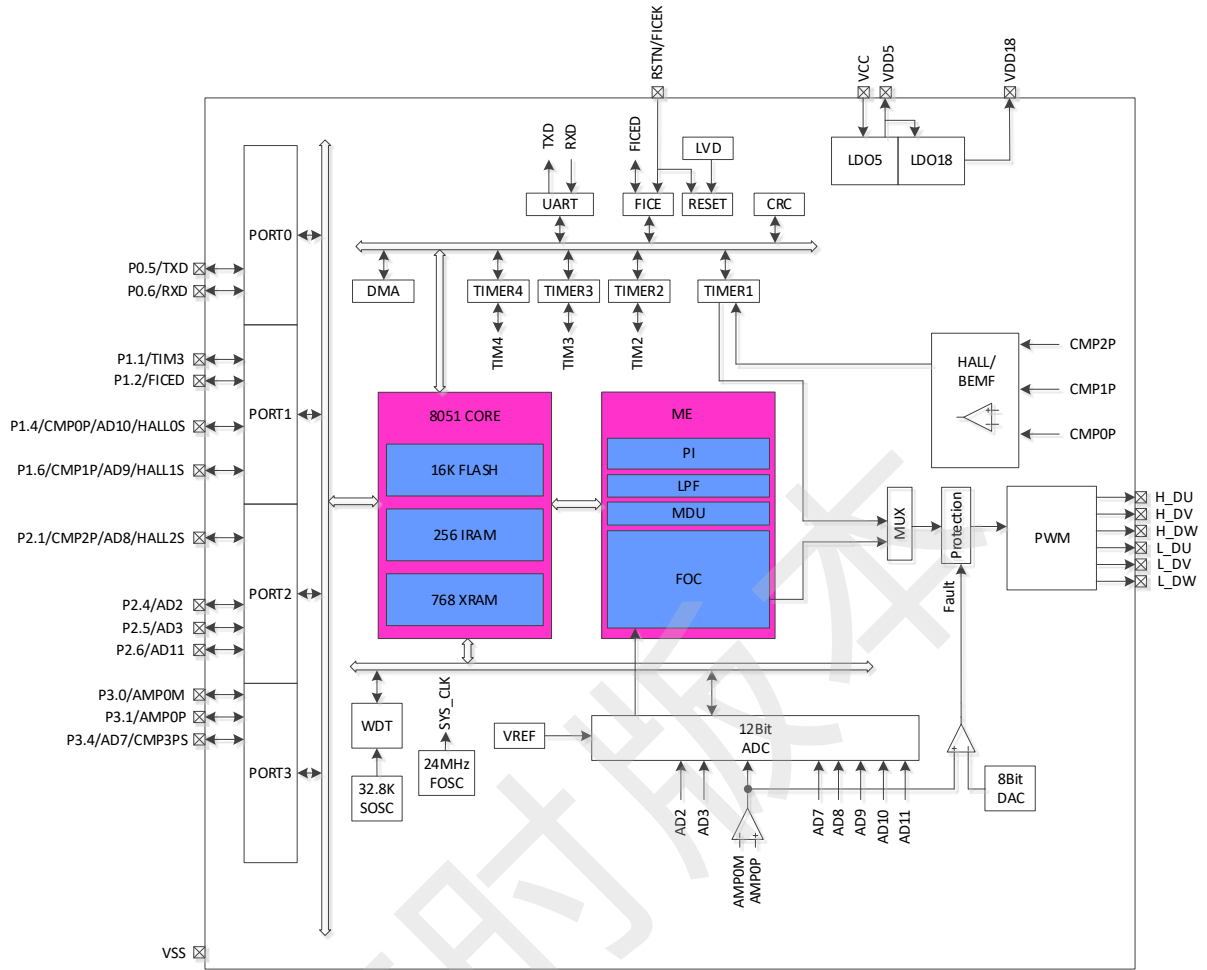 RSTN/FICEK
VCC
VDD5
VDD18
LDO5
LDO18
TXD
RXD
FICED
LVD
UART
FICE
RESET
CRC
PORT0
P0.5/TXD
P0.6/RXD
DMA
TIMER4
TIMER3
TIMER2
TIMER1
TIM4
TIM3
TIM2
PORT1
P1.1/TIM3
P1.2/FICED
P1.4/CMP0P/AD10/HALL0S
P1.6/CMP1P/AD9/HALL1S
HALL/
BEMF
CMP2P
CMP1P
CMP0P
8051 CORE
16K FLASH
256 IRAM
768 XRAM
ME
PI
LPF
MDU
FOC
MUX
Protection
Fault
PWM
H_DU
H_DV
H_DW
L_DU
L_DV
L_DW
PORT2
P2.1/CMP2P/AD8/HALL2S
P2.4/AD2
P2.5/AD3
P2.6/AD11
PORT3
P3.0/AMP0M
P3.1/AMP0P
P3.4/AD7/CMP3PS
WDT
32.8K
SOSC
SYS_CLK
24MHz
FOSC
VREF
12Bit
ADC
8Bit
DAC
AD2
AD3
AMP0M
AMP0P
AD7
AD8
AD9
AD10
AD11
VSS
时版本